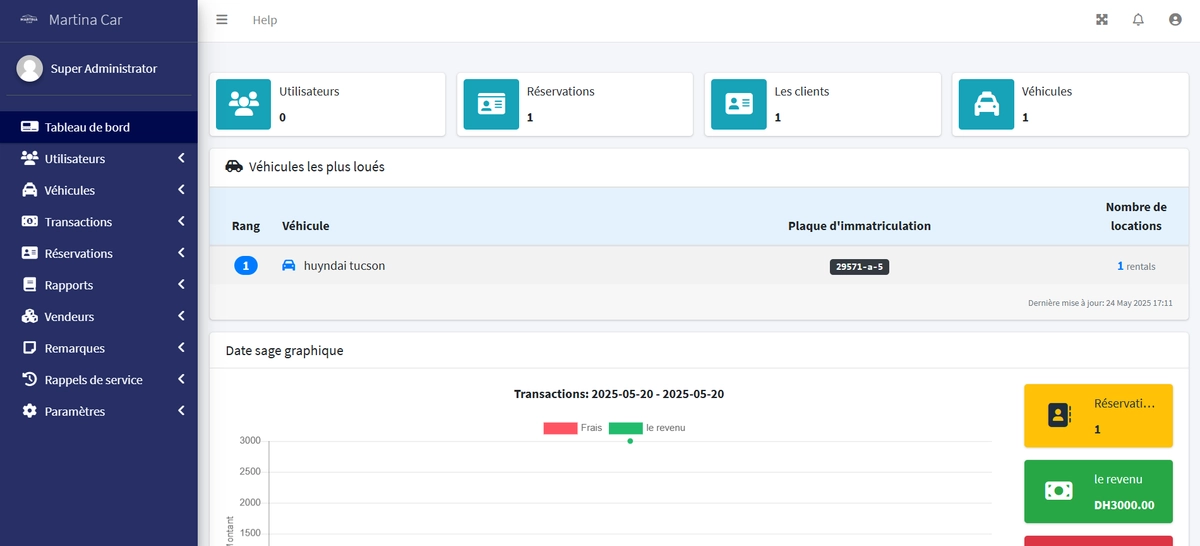 Martina Car
Help
Super Administrator
Tableau de bord
Utilisateurs
Véhicules
Transactions
Réservations
Rapports
Vendeurs
Remarques
Rappels de service
Paramètres
Utilisateurs
0
Réservations
1
Les clients
1
Véhicules
1
Véhicules les plus loués
Rang
Véhicule
Plaque d'immatriculation
Nombre de
locations
1
huyndai tucson
29571-a-5
1 rentals
Dernière mise à jour: 24 May 2025 17:11
Date sage graphique
Transactions: 2025-05-20 - 2025-05-20
Frais
le revenu
3000
2500
2000
1500
Montant
Réservati...
1
le revenu
DH3000.00